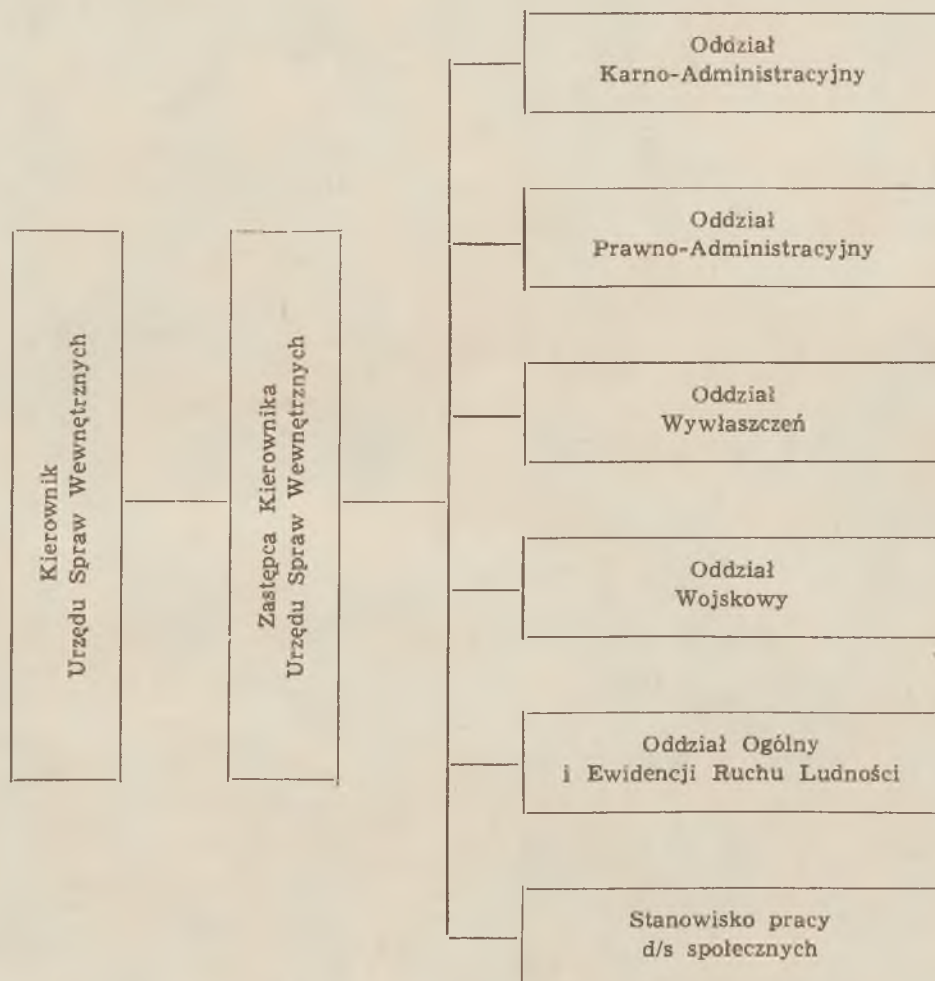 Kierownik
Urzędu Spraw Wewnętrznych
Zastępca Kierownika
Urzędu Spraw Wewnętrznych
Oddział
Karno-Administracyjny
Oddział
Prawno-Administracyjny
Oddział
Wywłaszczeń
Oddział
Wojskowy
Oddział Ogólny
i Ewidencji Ruchu Ludności
Stanowisko pracy
d/s społecznych